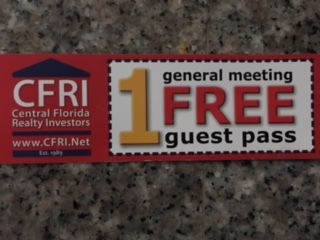 CFRI
Central Florida
Realty Investors
www.CFRI.Net
Est. 1989
1
general meeting
FREE
guest pass